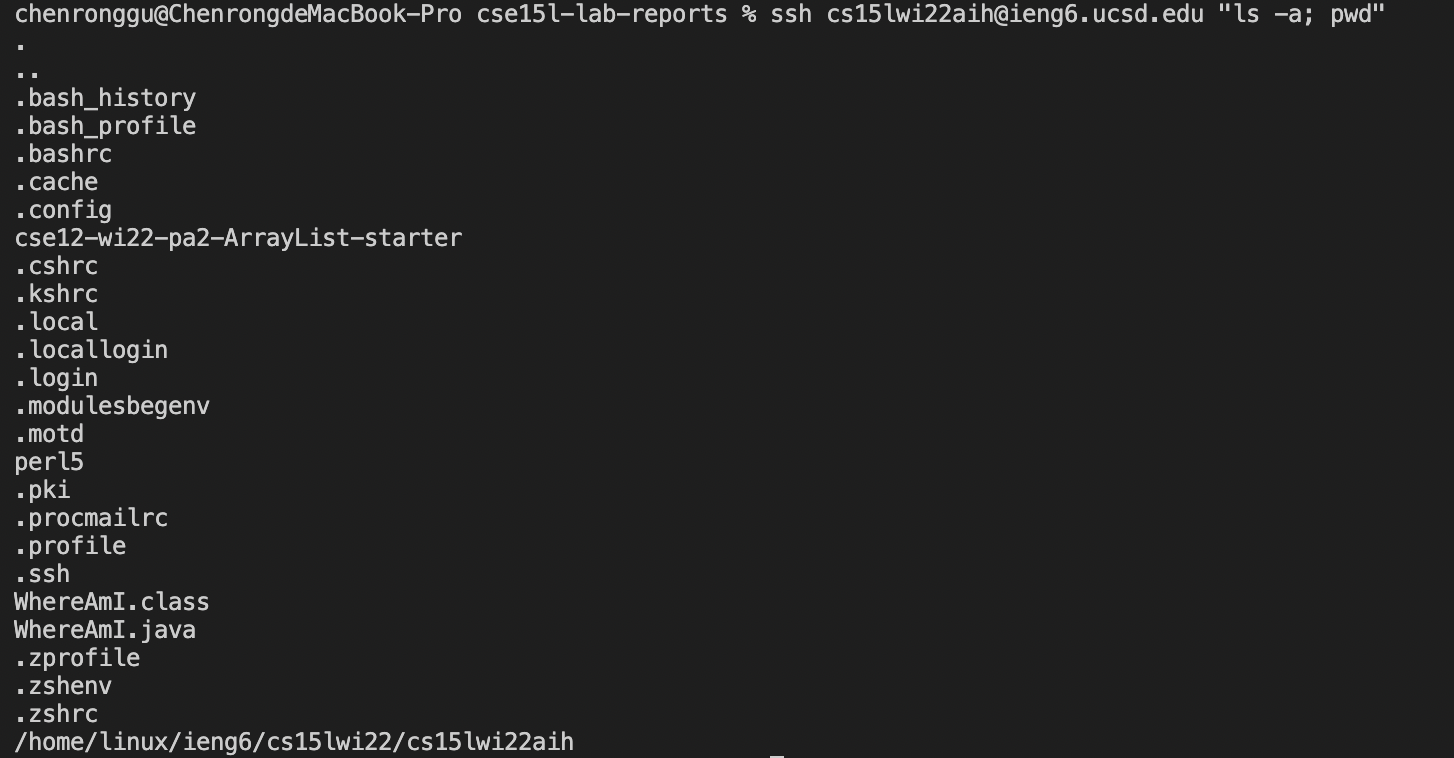 chenronggu@ChenrongdeMacBook-Pro cse15l-lab-reports % ssh cs15lwi22aih@ieng6.ucsd.edu "ls -a; pwd"
.
..
.bash_history
.bash_profile
.bashrc
.cache
.config
cse12-wi22-pa2-ArrayList-starter
.cshrc
.kshrc
.local
.locallogin
.login
.modulesbegenv
.motd
perl5
.pki
.procmailrc
.profile
.ssh
WhereAmI.class
WhereAmI.java
.zprofile
.zshenv
.zshrc
/home/linux/ieng6/cs15lwi22/cs15lwi22aih